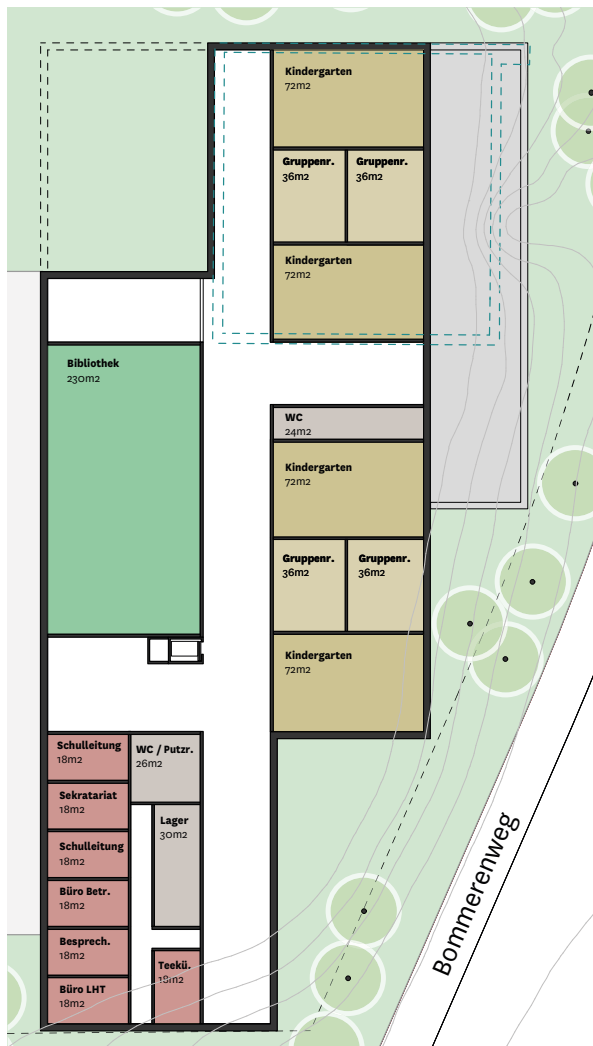 Kindergarten
72m2
Gruppenr.
36m2
Gruppenr.
36m2
Kindergarten
72m2
Bibliothek
230m2
WC
24m2
Kindergarten
72m2
Gruppenr.
36m2
Gruppenr.
36m2
Kindergarten
72m2
Schulleitung
18m2
WC / Putzr.
26m2
Sekratariat
18m2
Lager
30m2
Schulleitung
18m2
Büro Betr.
18m2
Besprech.
18m2
Teekü.
18m2
Büro LHT
18m2
Bommerenweg